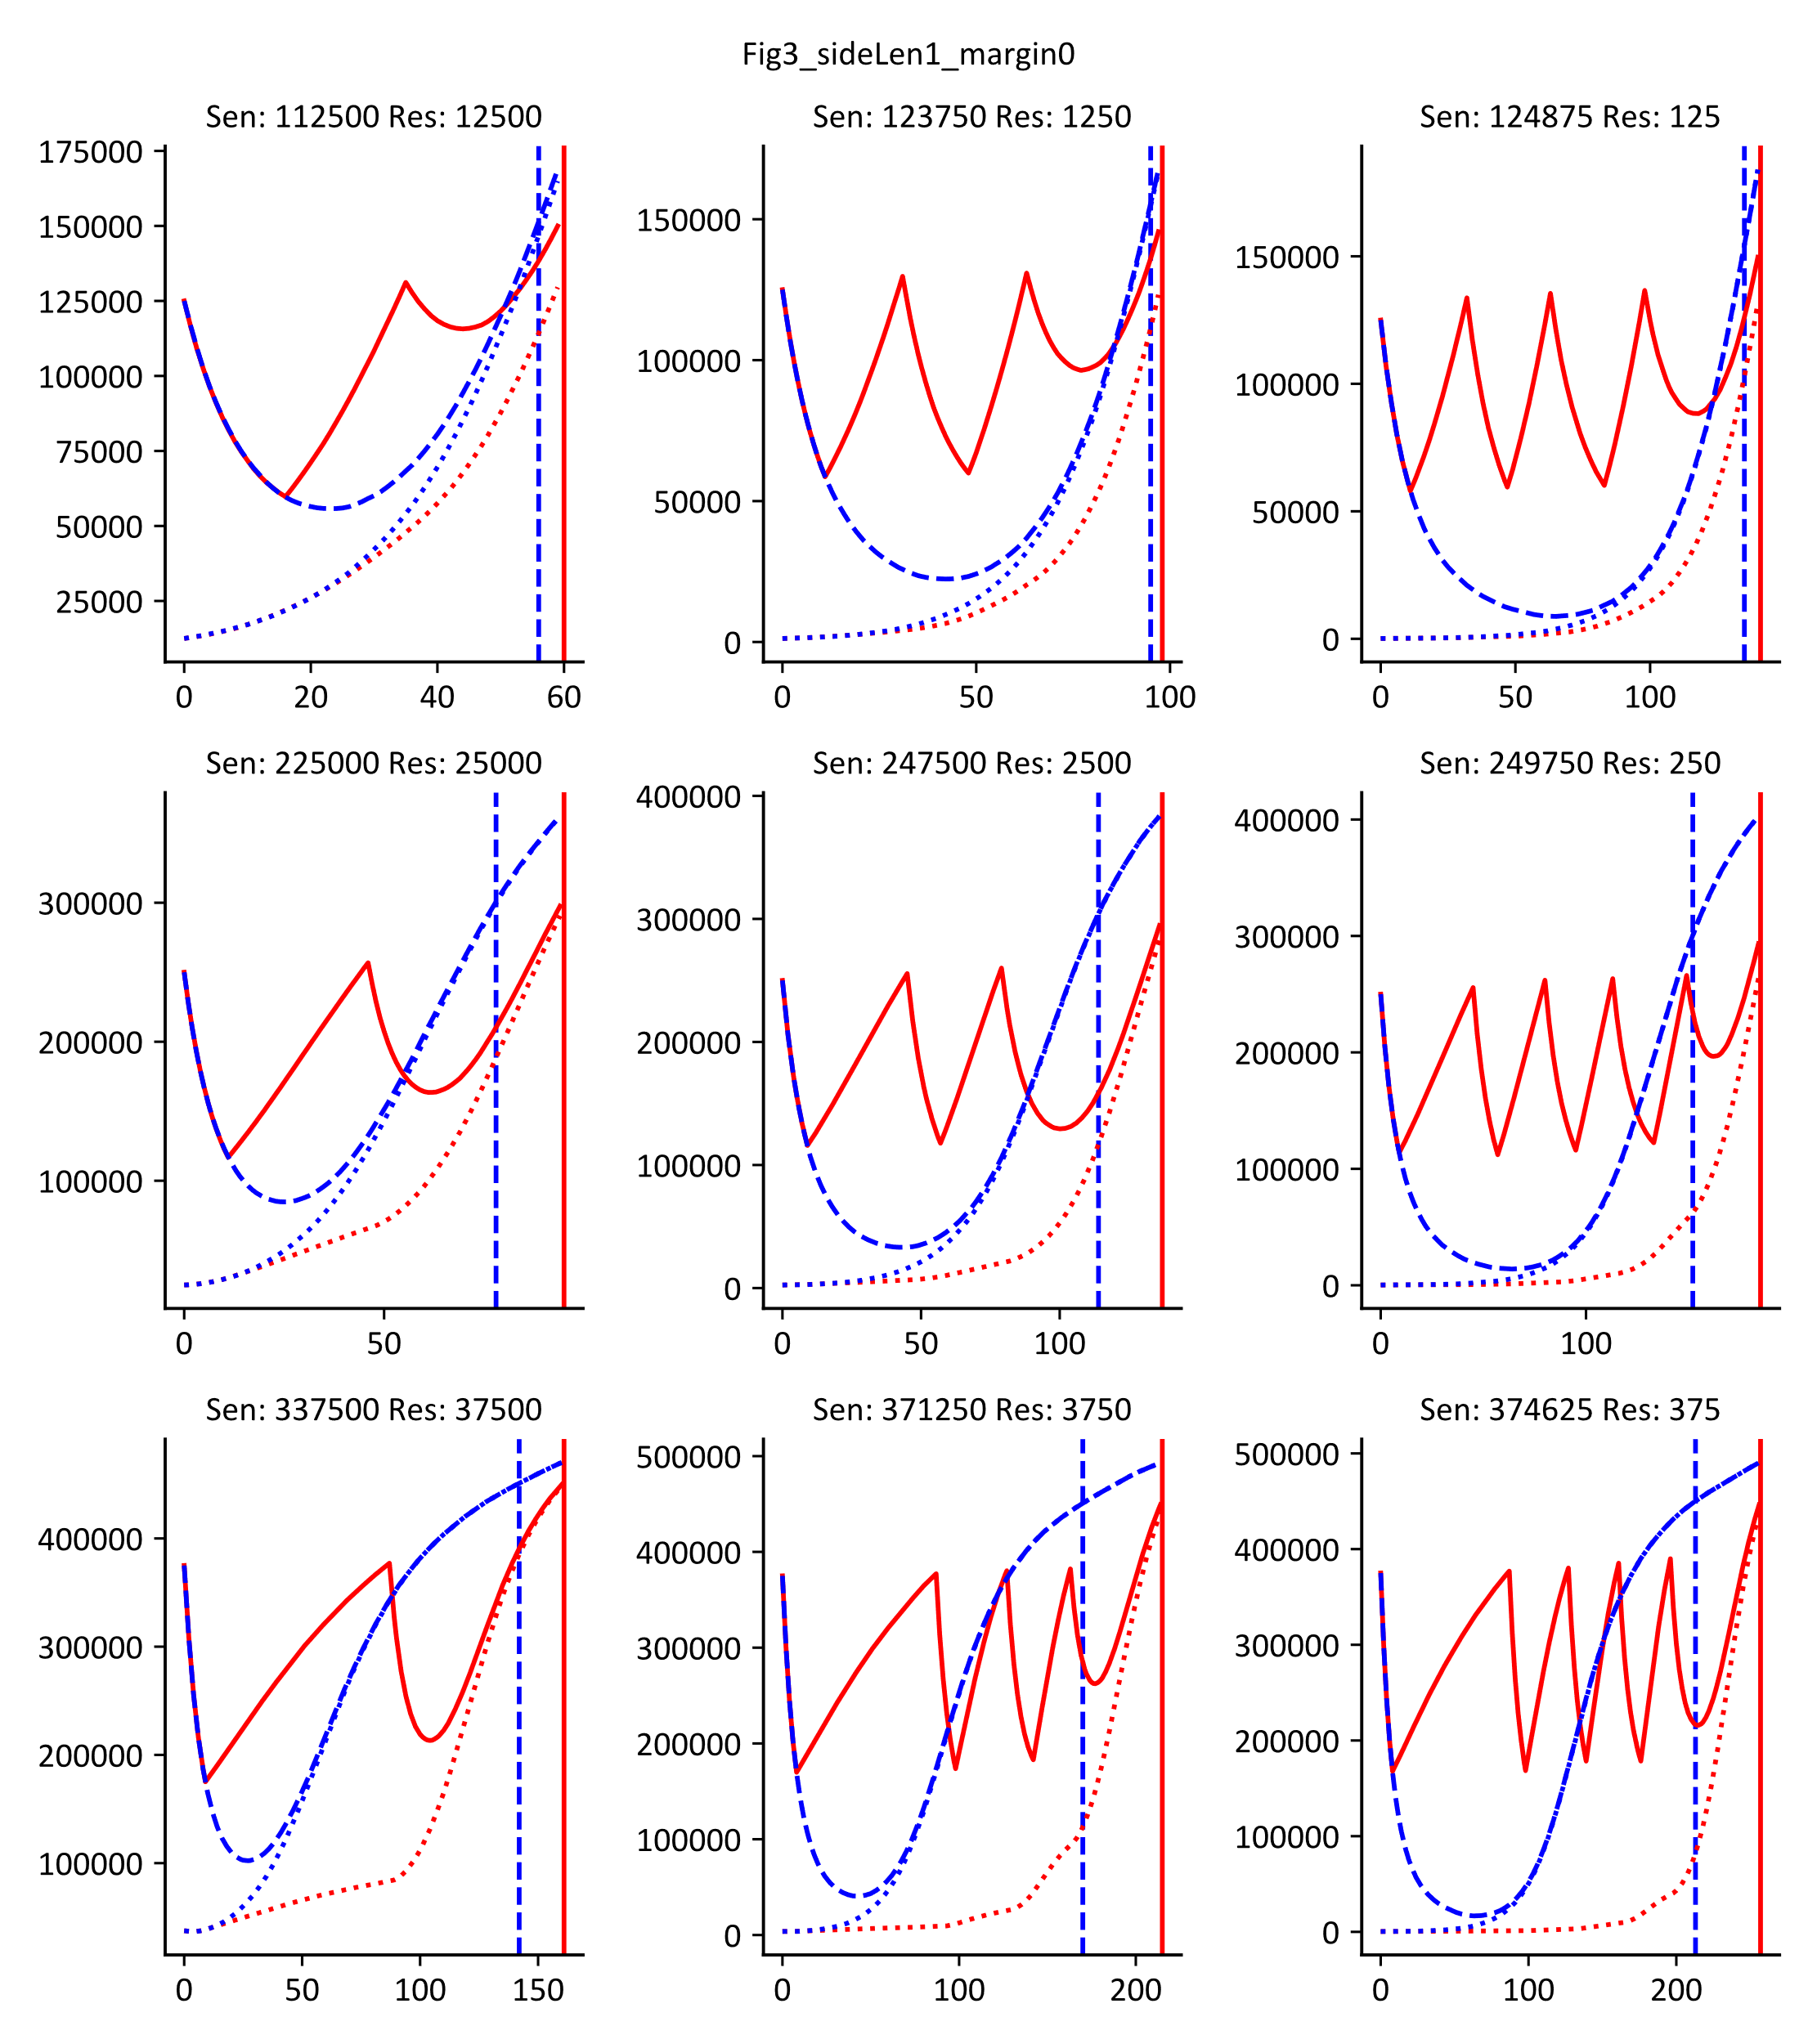 Fig3_sideLen1_margin0
Sen: 112500 Res: 12500
175000
150000
125000
100000
75000
50000
25000
0 20 40 60
Sen: 123750 Res: 1250
150000
100000
50000
0
0 50 100
Sen: 124875 Res: 125
150000
100000
50000
0
0 50 100
Sen: 225000 Res: 25000
300000
200000
100000
0 50
Sen: 247500 Res: 2500
400000
300000
200000
100000
0
0 50 100
Sen: 249750 Res: 250
400000
300000
200000
100000
0
0 100
Sen: 337500 Res: 37500
400000
300000
200000
100000
0 50 100 150
Sen: 371250 Res: 3750
500000
400000
300000
200000
100000
0
0 100 200
Sen: 374625 Res: 375
500000
400000
300000
200000
100000
0
0 100 200